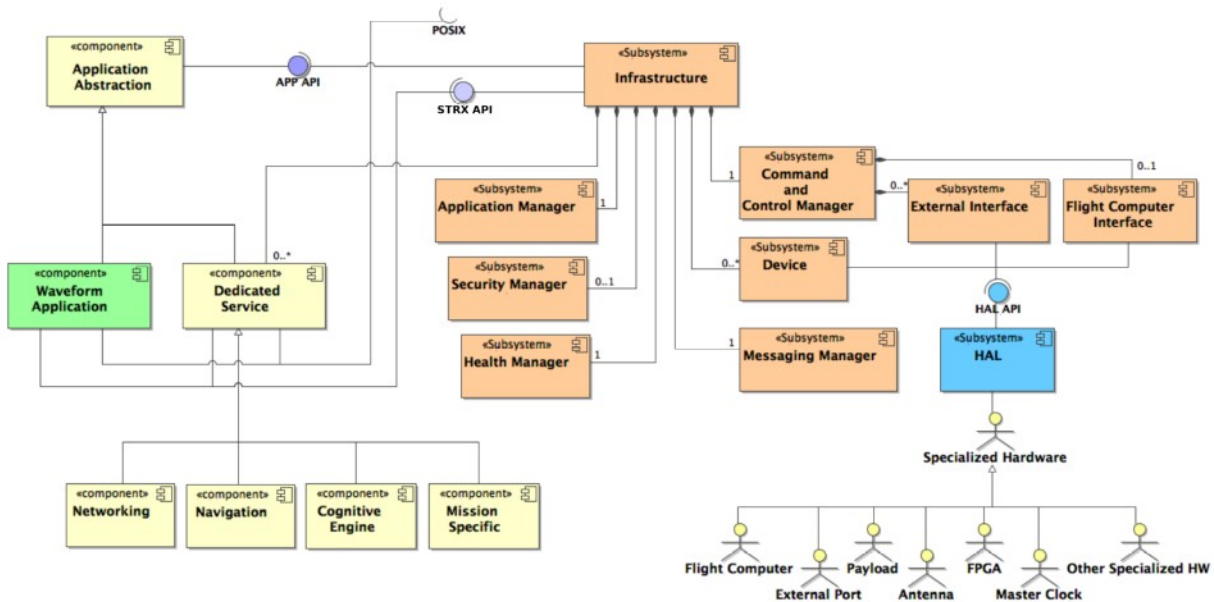 POSIX
«component»
Application
Abstraction
APP API
STRX API
«Subsystem»
Infrastructure
«Subsystem»
Command
and
Control Manager
1
0..1
0..*
«Subsystem»
External Interface
«Subsystem»
Flight Computer
Interface
«Subsystem»
Application Manager
1
«Subsystem»
Device
0..*
«Subsystem»
Security Manager
0..1
HAL API
«component»
Waveform
Application
0..*
«component»
Dedicated
Service
«Subsystem»
Health Manager
1
«Subsystem»
Messaging Manager
1
«Subsystem»
HAL
Specialized Hardware
«component»
Networking
«component»
Navigation
«component»
Cognitive
Engine
«component»
Mission
Specific
Flight Computer
External Port
Payload
Antenna
FPGA
Master Clock
Other Specialized HW